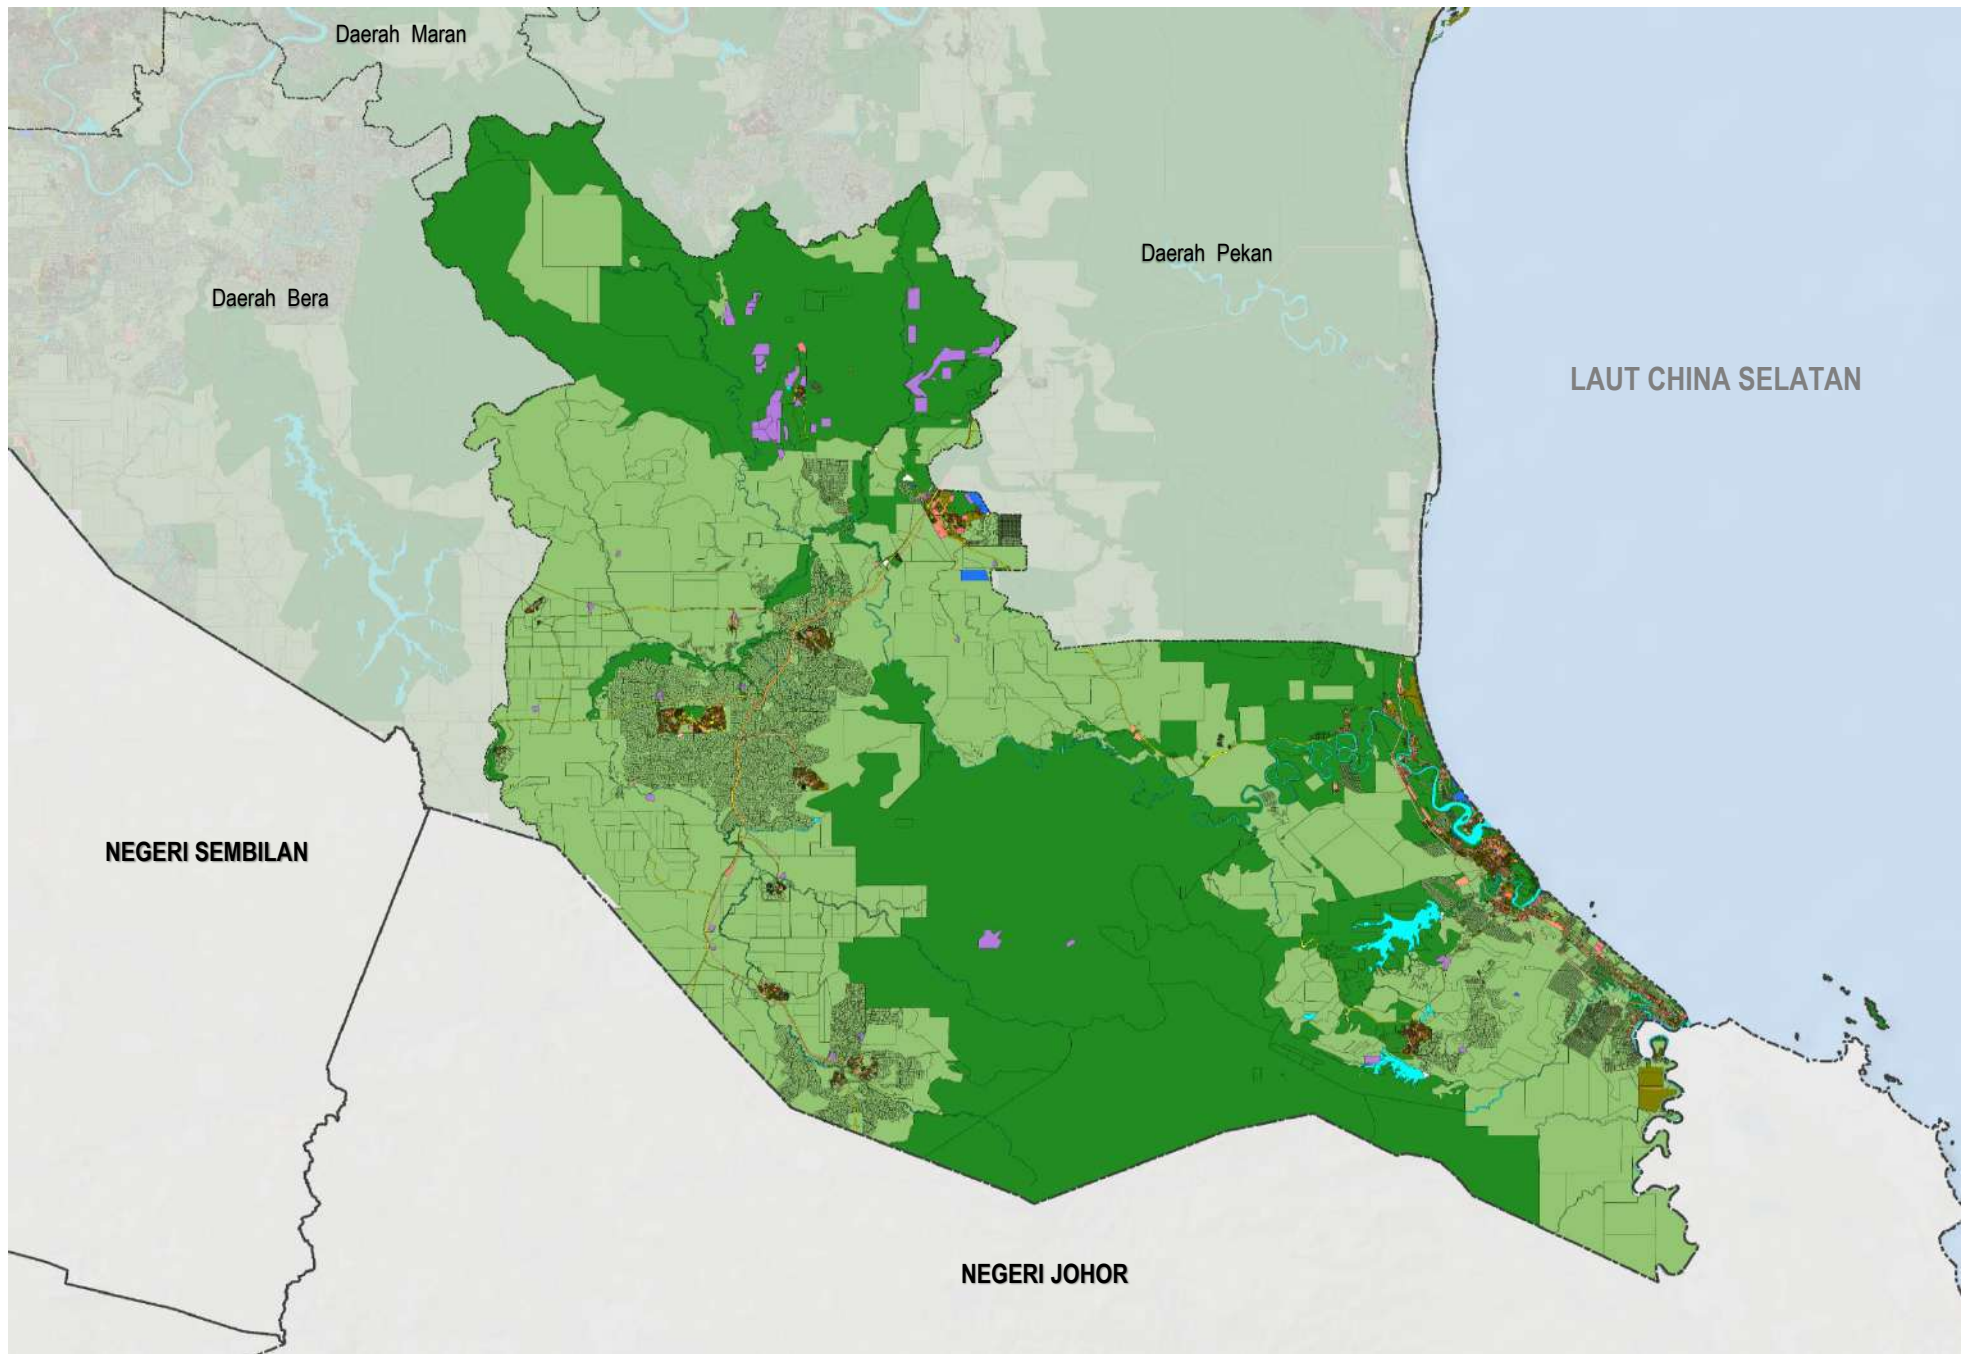 Daerah Maran
Daerah Pekan
Daerah Bera
LAUT CHINA SELATAN
NEGERI SEMBILAN
NEGERI JOHOR